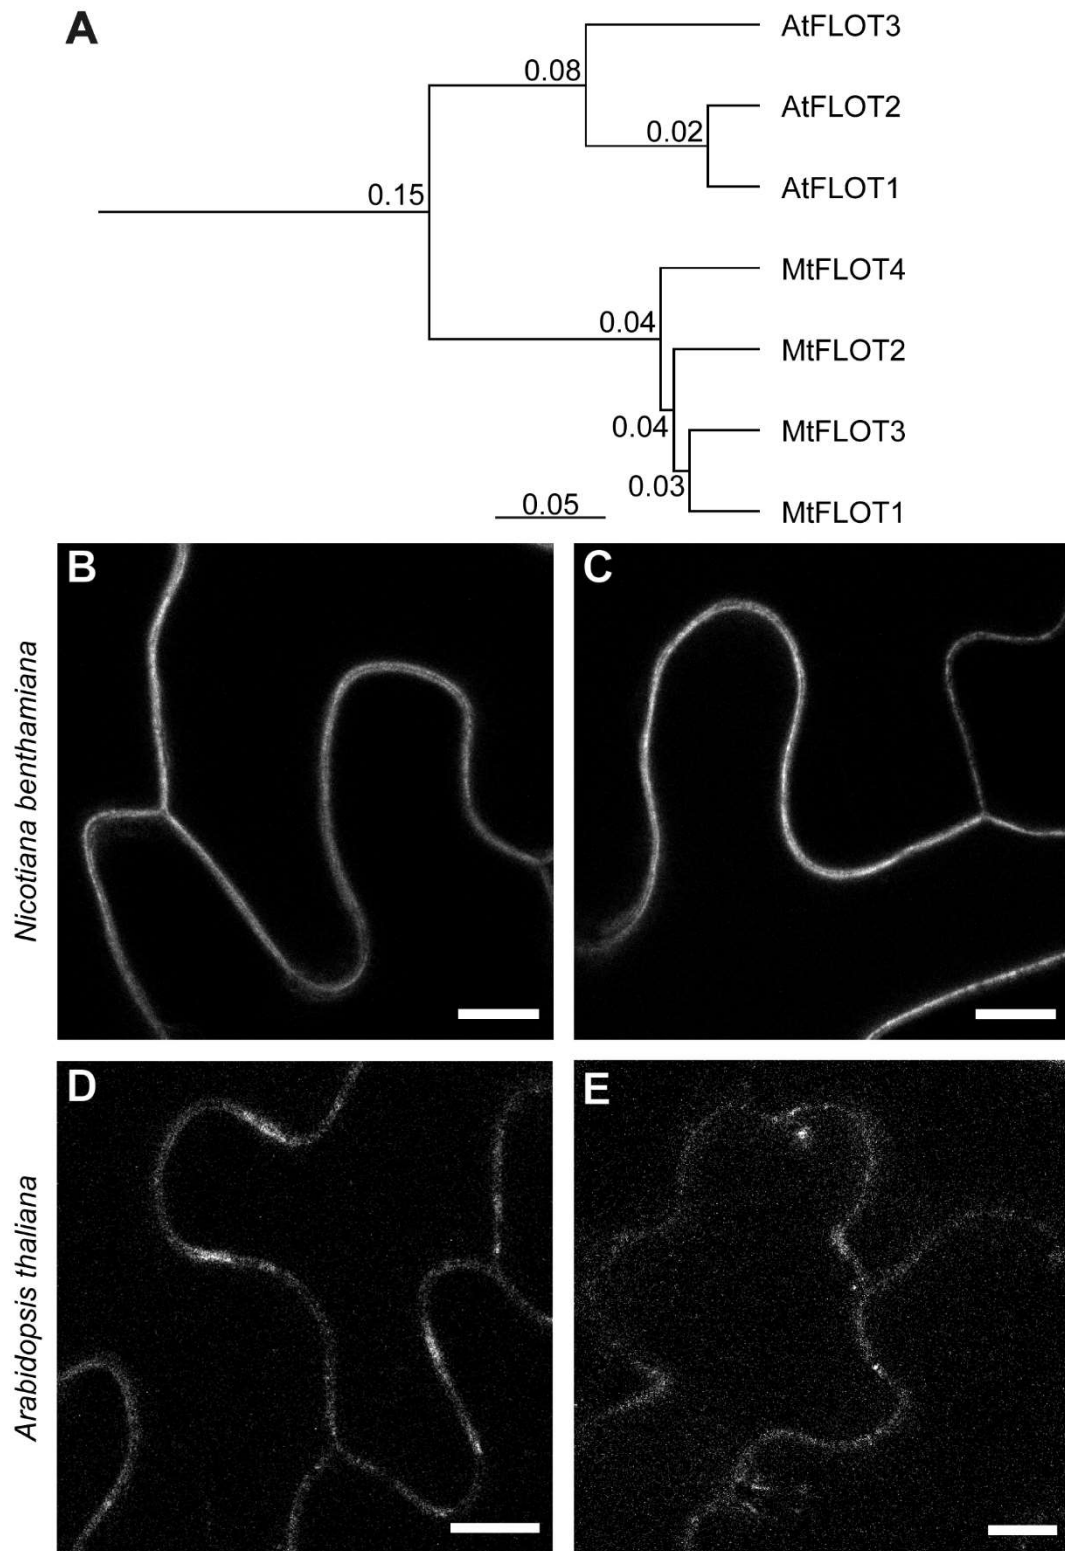 A
AtFLOT3
0.08
AtFLOT2
0.02
AtFLOT1
0.15
MtFLOT4
0.04
MtFLOT2
0.04
MtFLOT3
0.03
0.05
MtFLOT1
B
C
Nicotiana benthamiana
D
E
Arabidopsis thaliana